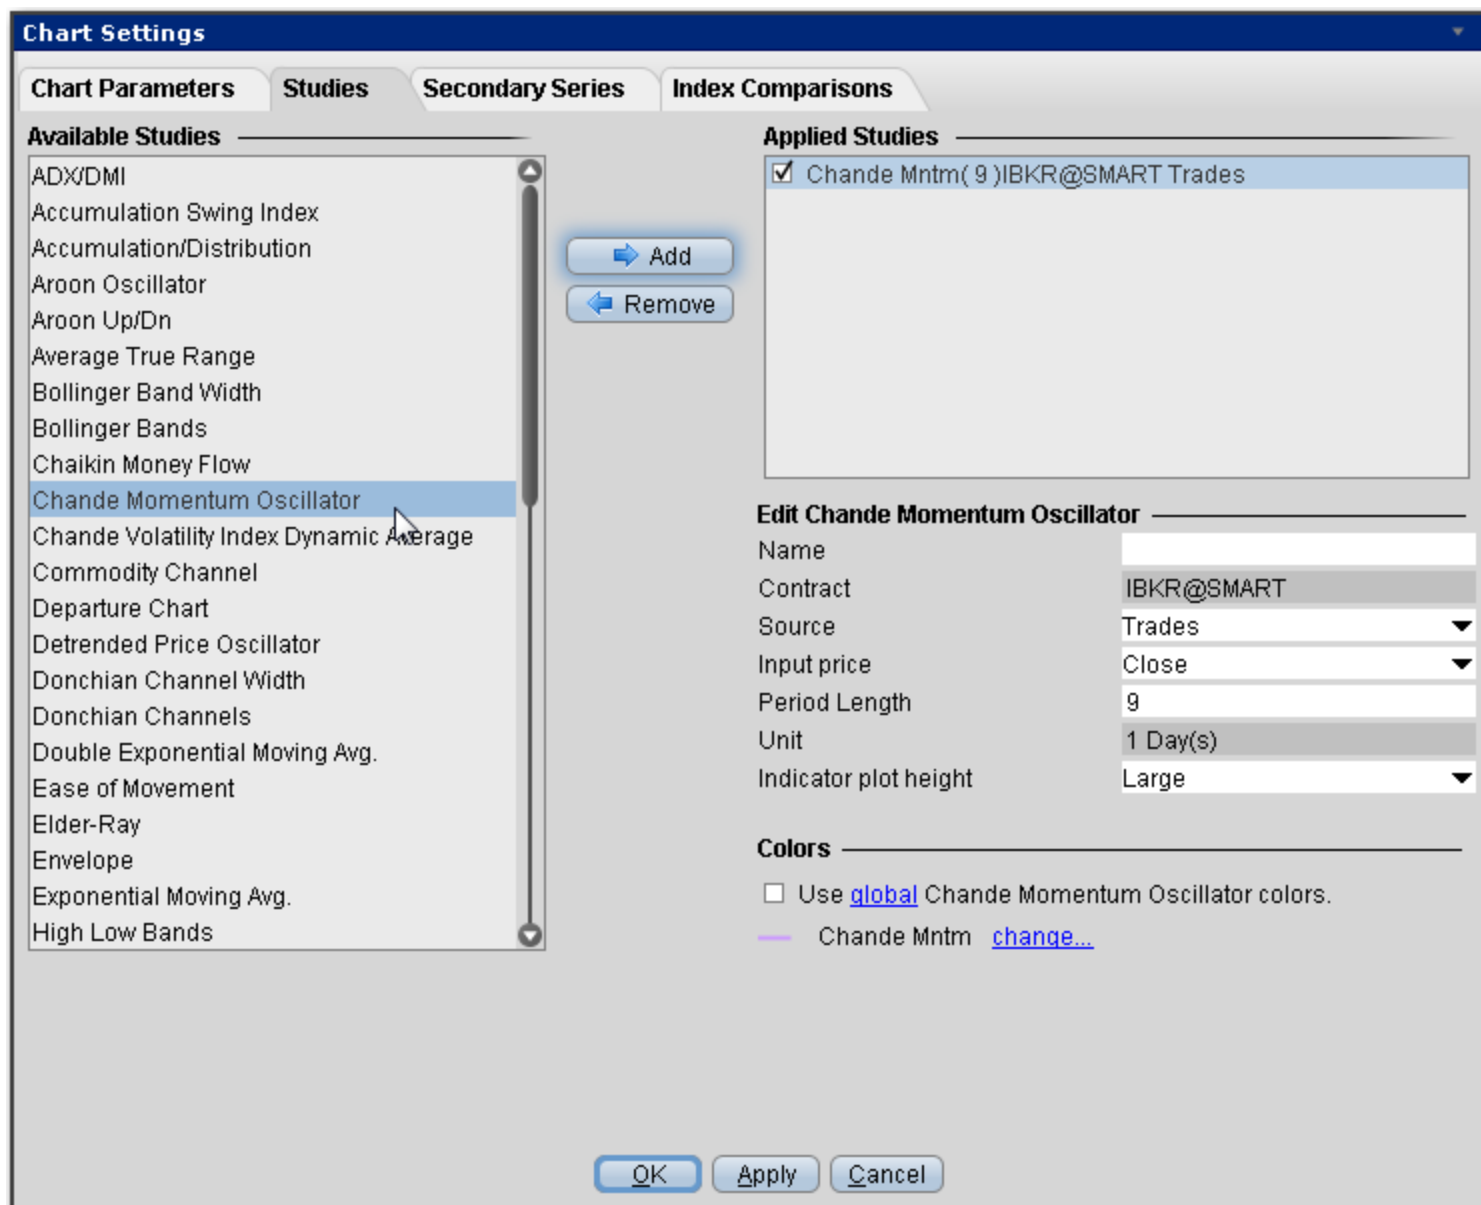 Chart Settings
Chart Parameters
Studies
Secondary Series
Index Comparisons
Available Studies
ADX/DMI
Accumulation Swing Index
Accumulation/Distribution
Aroon Oscillator
Aroon Up/Dn
Average True Range
Bollinger Band Width
Bollinger Bands
Chaikin Money Flow
Chande Momentum Oscillator
Chande Volatility Index Dynamic Average
Commodity Channel
Departure Chart
Detrended Price Oscillator
Donchian Channel Width
Donchian Channels
Double Exponential Moving Avg.
Ease of Movement
Elder-Ray
Envelope
Exponential Moving Avg.
High Low Bands
Add
Remove
Applied Studies
Chande Mntm( 9 )IBKR@SMART Trades
Edit Chande Momentum Oscillator
Name
Contract IBKR@SMART
Source Trades
Input price Close
Period Length 9
Unit 1 Day(s)
Indicator plot height Large
Colors
Use global Chande Momentum Oscillator colors.
Chande Mntm change...
OK
Apply
Cancel